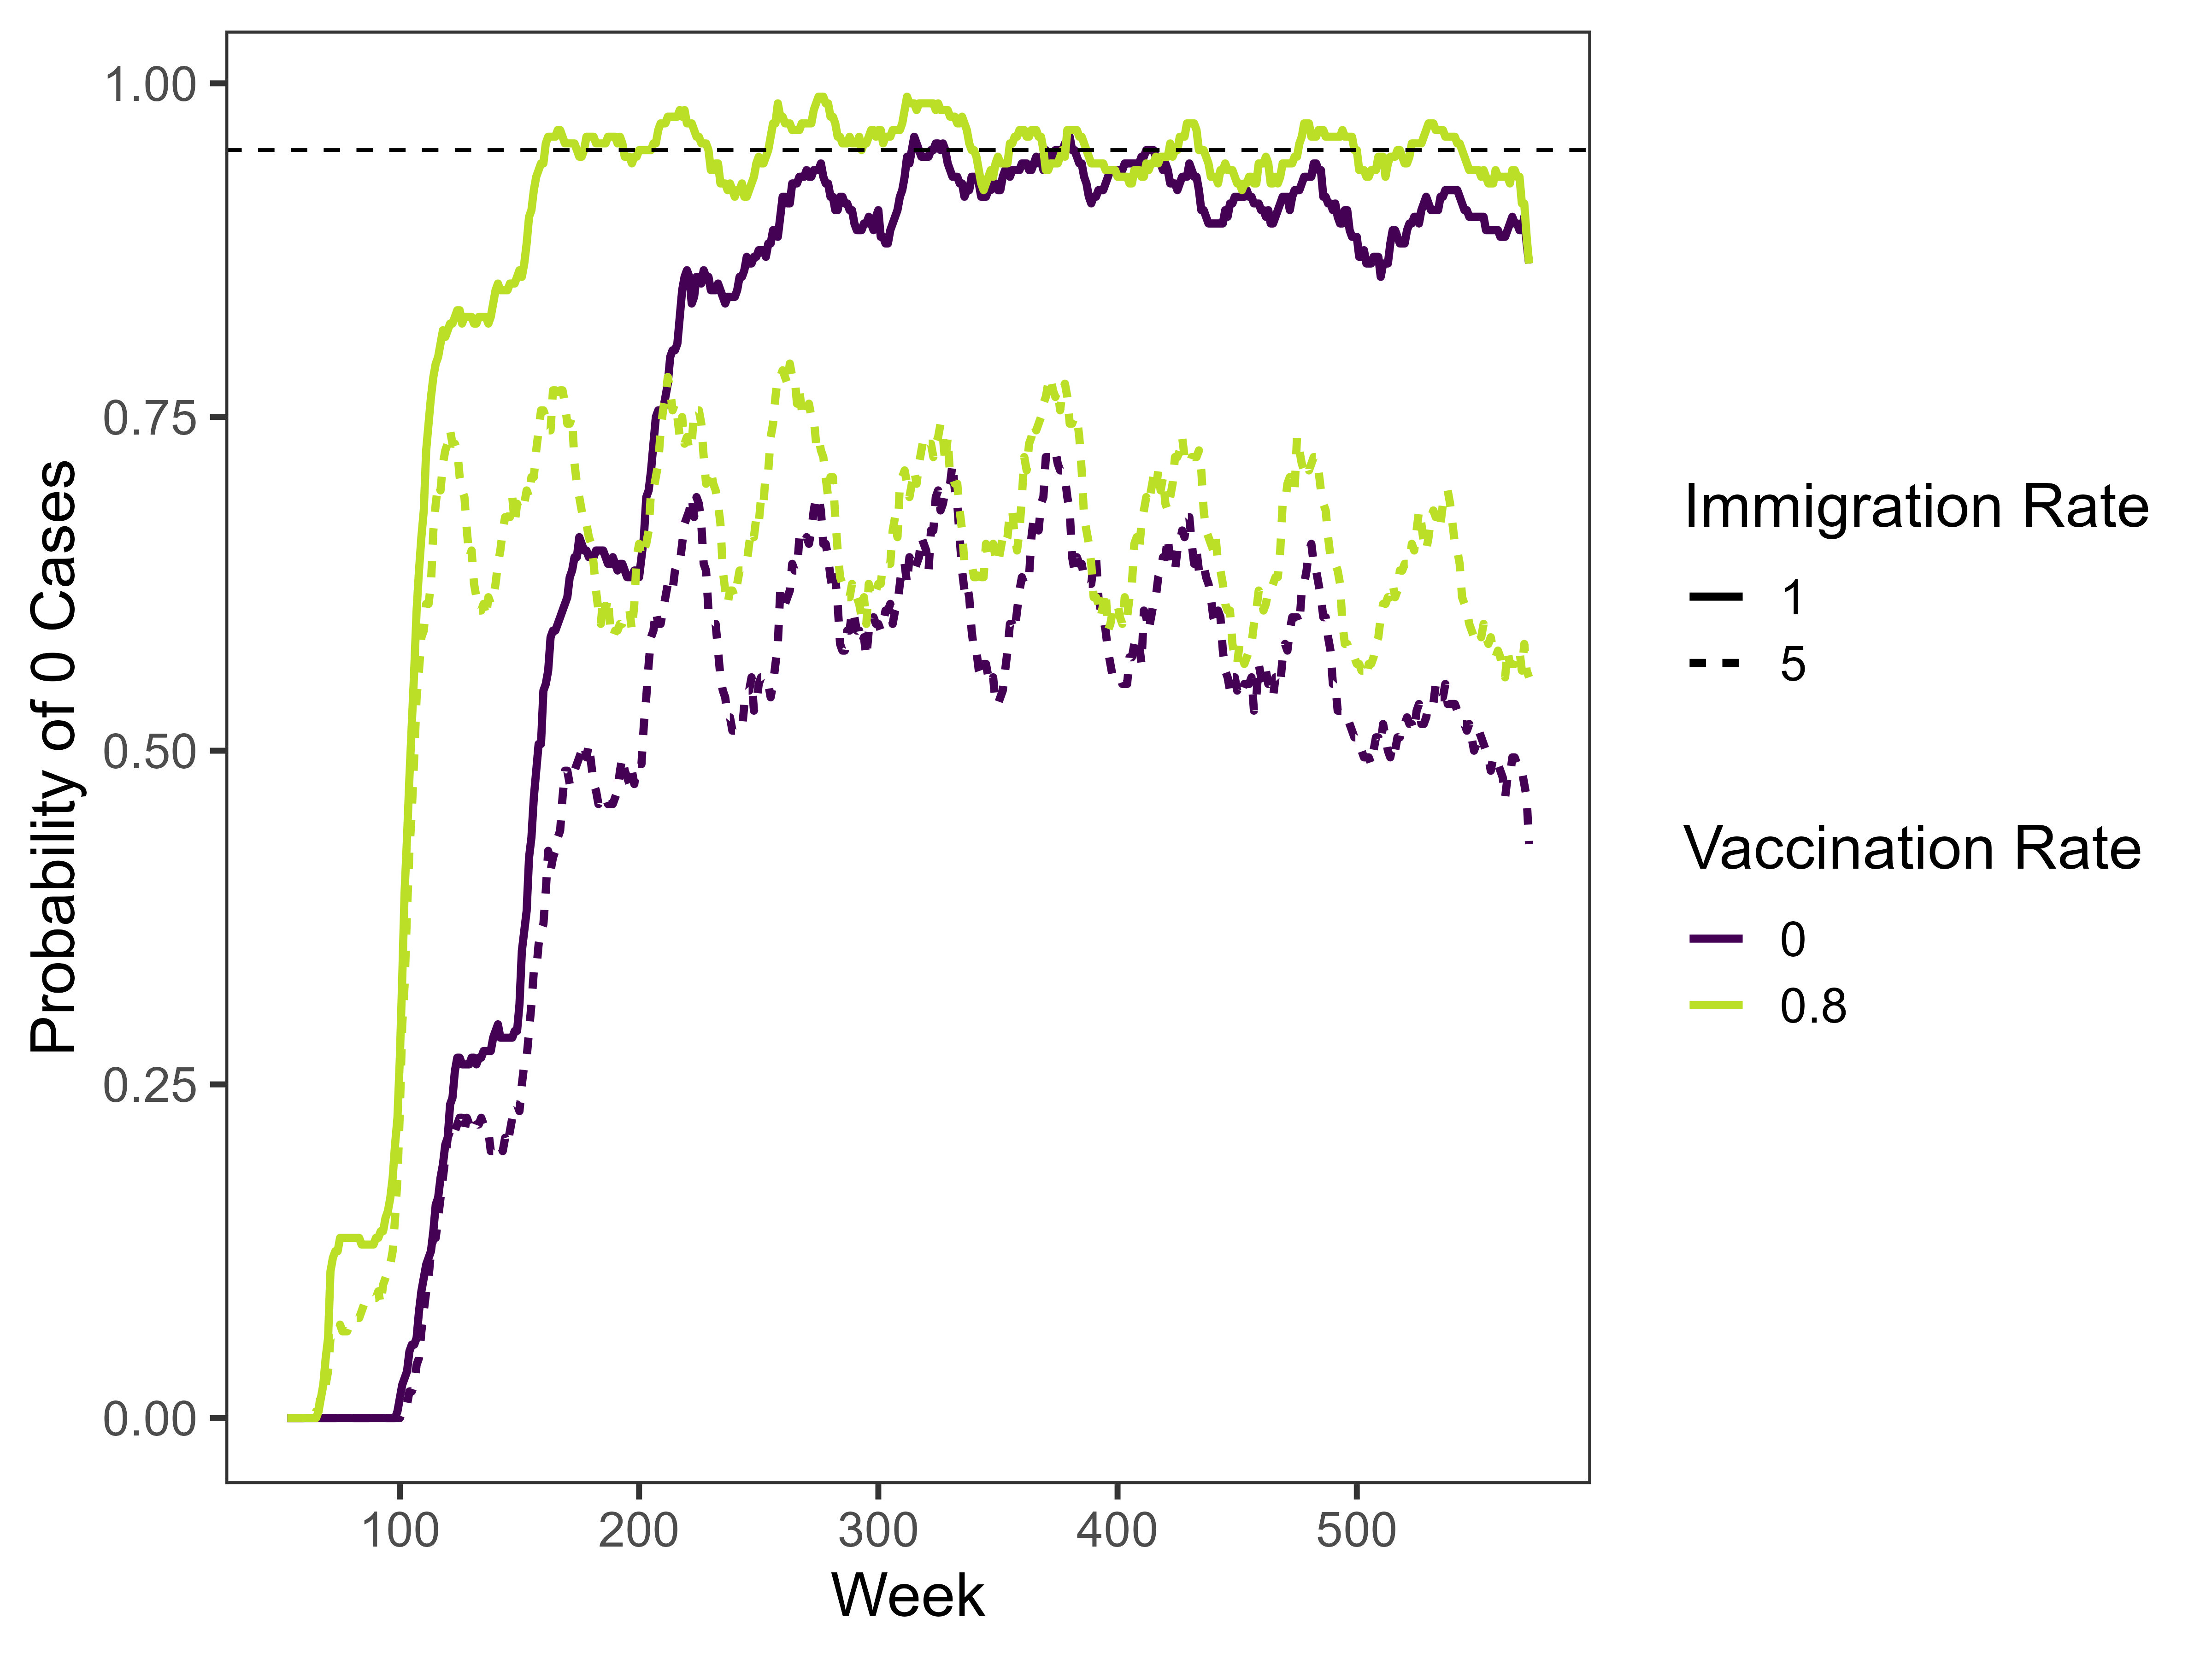 Probability of 0 Cases
1.00
0.75
0.50
0.25
0.00
100 200 300 400 500
Week
Immigration Rate
1
5
Vaccination Rate
0
0.8